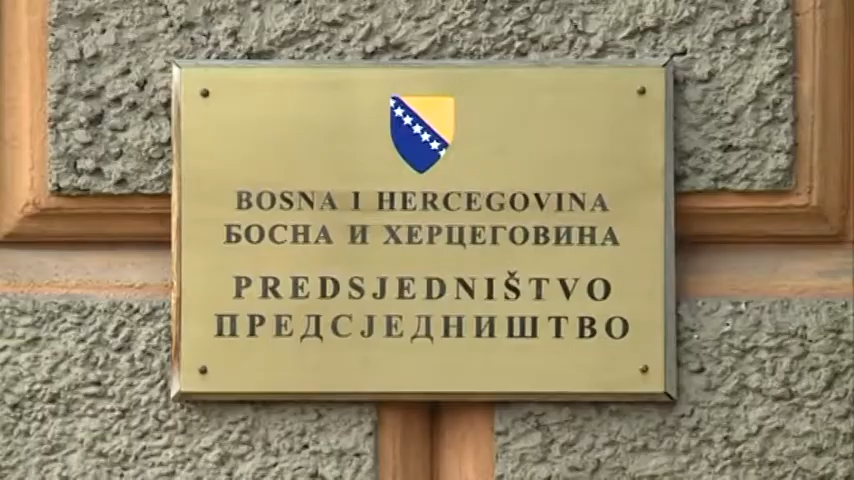 BOSNA I HERCEGOVINA
БОСНА И ХЕРЦЕГОВИНА
PREDSJEDNIŠTVO
ПРЕДСЈЕДНИШТВО